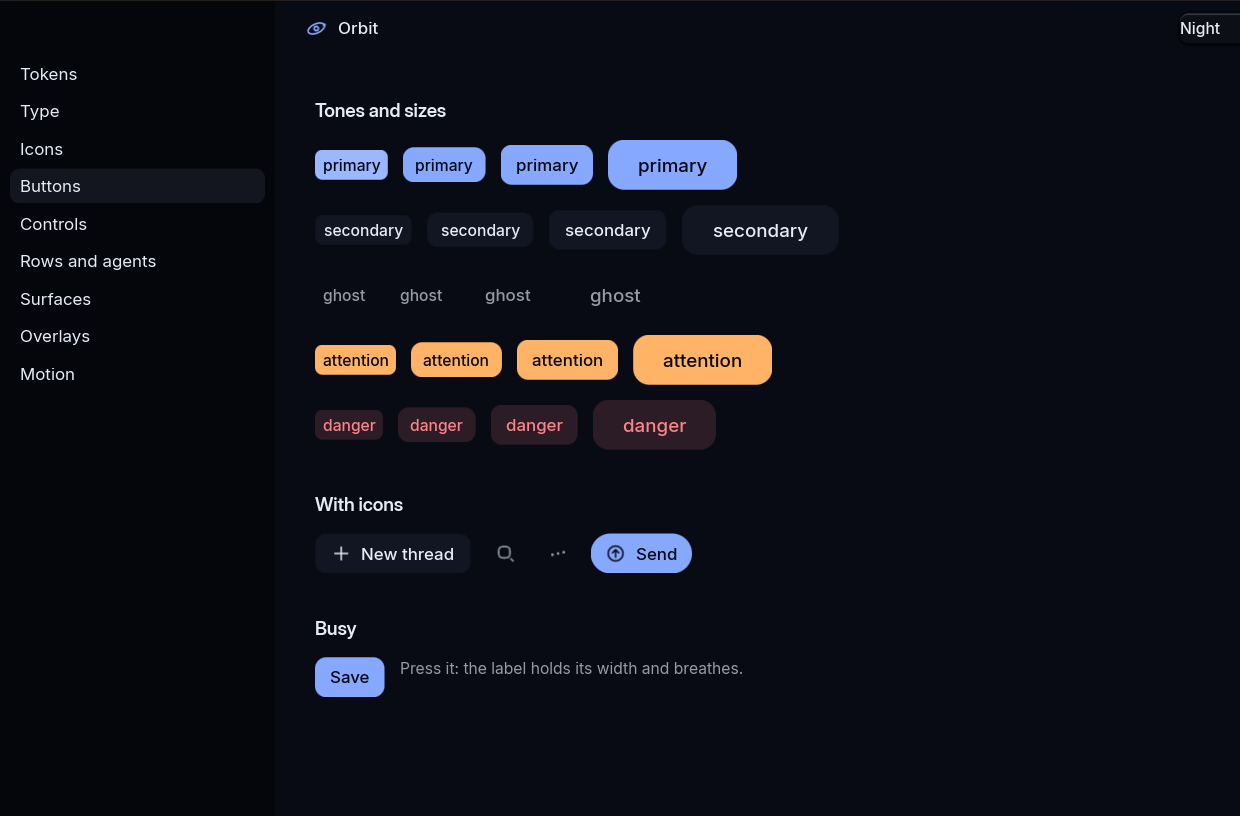 Orbit
Night
Tokens
Type
Icons
Buttons
Controls
Rows and agents
Surfaces
Overlays
Motion
Tones and sizes
primary primary primary primary
secondary secondary secondary secondary
ghost ghost ghost ghost
attention attention attention attention
danger danger danger danger
With icons
New thread Send
Busy
Save Press it: the label holds its width and breathes.